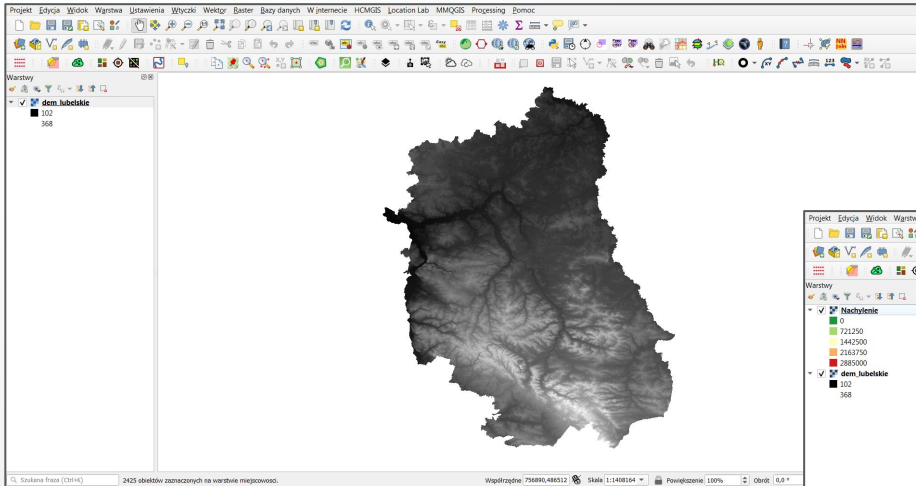 Projekt Edycja Widok Warstwa Ustawienia Wtyczki Wektor Raster Bazy danych W internecie HCMGIS Location Lab MMQGIS Processing Pomoc
Warstwy
dem_lubelskie
102
368
Szukana fraza (Ctrl+K)
2425 obiektów zaznaczonych na warstwie miejscowosci.
Współrzędne 756890,486512 Skala 1:1408164 Powiększenie 100% Obrót 0,0 °
Projekt Edycja Widok Warstw
Warstwy
Nachylenie
0
721250
1442500
2163750
2885000
dem_lubelskie
102
368